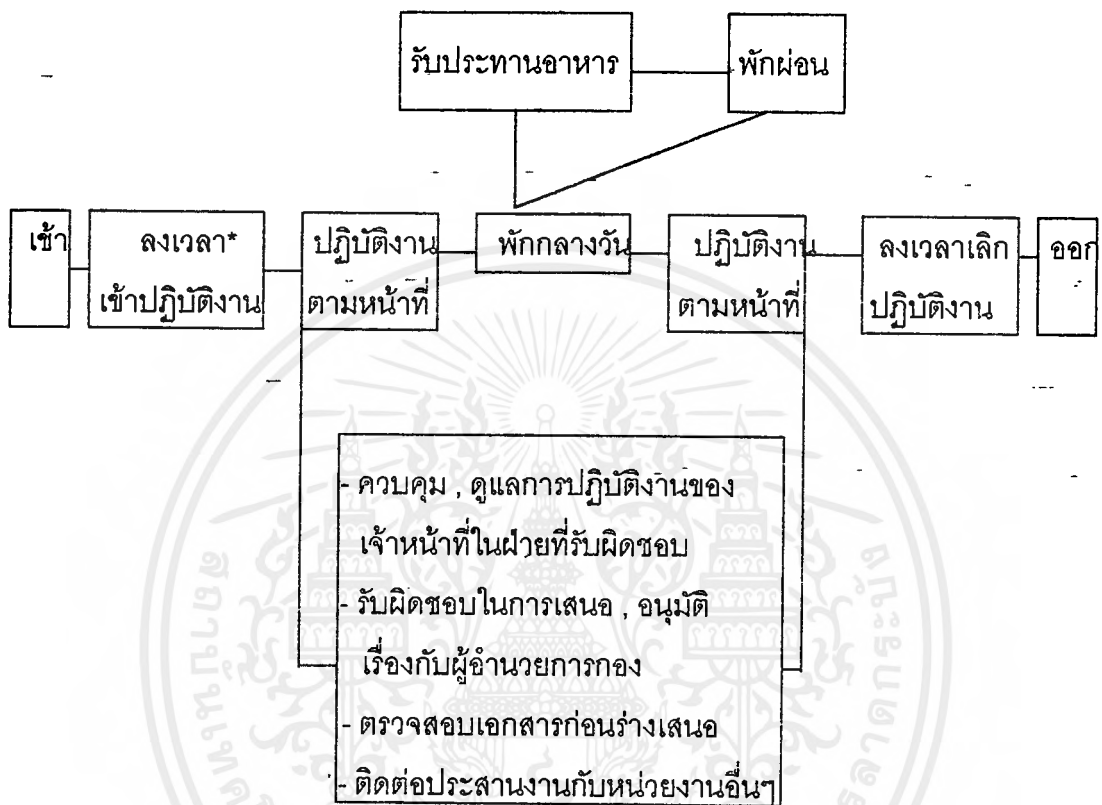 รับประทานอาหาร
พักผ่อน
เช้า
ลงเวลา*
เข้าปฏิบัติงาน
ปฏิบัติงาน
ตามหน้าที่
พักกลางวัน
ปฏิบัติงาน
ตามหน้าที่
ลงเวลาเลิก
ปฏิบัติงาน
ออก
- ควบคุม , ดูแลการปฏิบัติงานของ
เจ้าหน้าที่ในฝ่ายที่รับผิดชอบ
- รับผิดชอบในการเสนอ , อนุมัติ
เรื่องกับผู้อำนวยการกอง
- ตรวจสอบเอกสารก่อนร่างเสนอ
- ติดต่อประสานงานกับหน่วยงานอื่นๆ